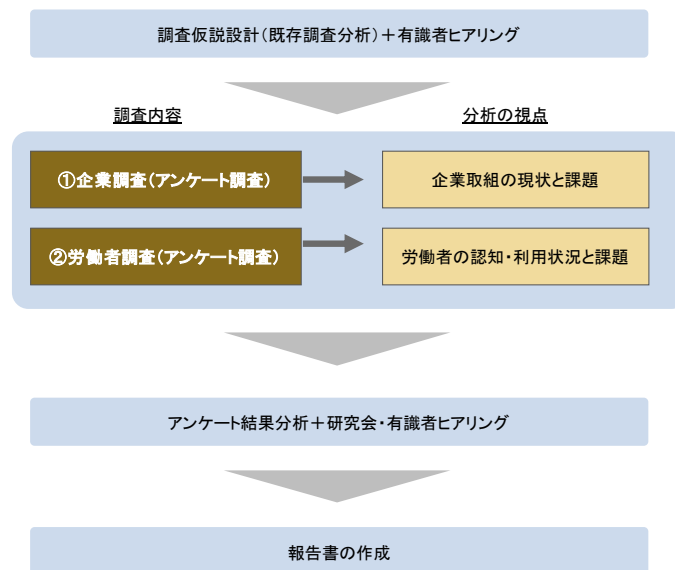 調査仮説設計（既存調査分析）＋有識者ヒアリング
調査内容
分析の視点
①企業調査（アンケート調査）
企業取組の現状と課題
②労働者調査（アンケート調査）
労働者の認知・利用状況と課題
アンケート結果分析＋研究会・有識者ヒアリング
報告書の作成